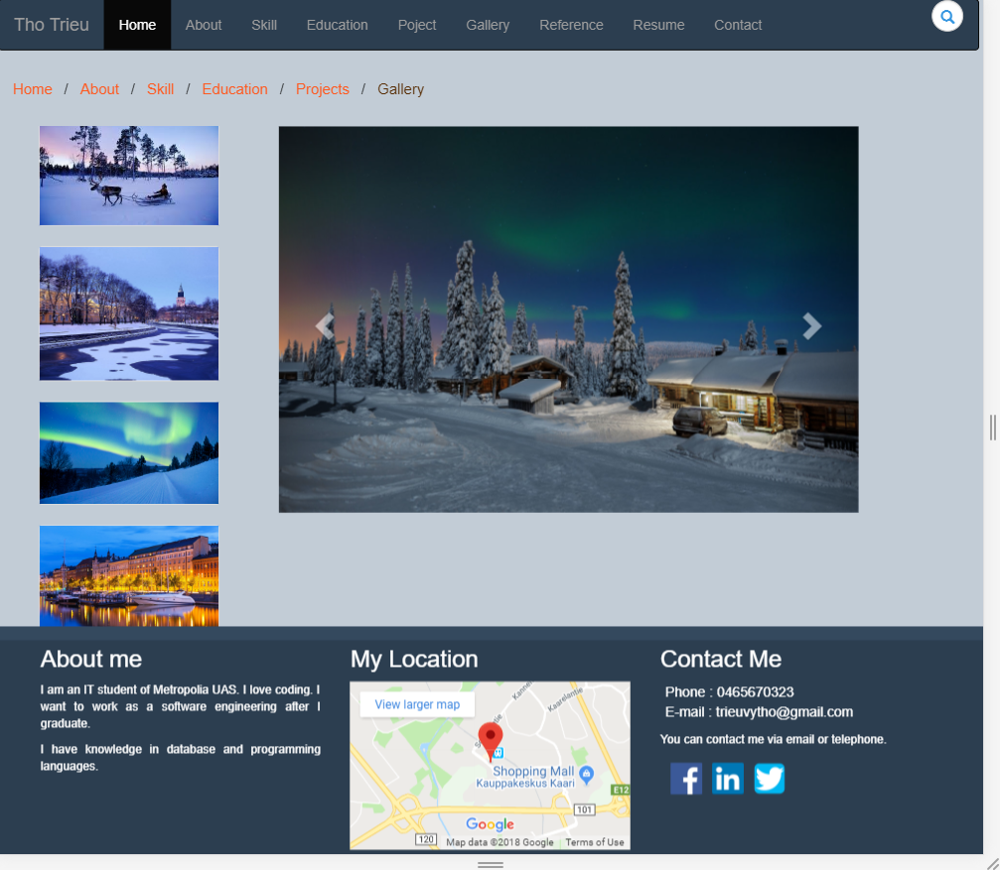 Tho Trieu Home About Skill Education Poject Gallery Reference Resume Contact
Home / About / Skill / Education / Projects / Gallery
About me
I am an IT student of Metropolia UAS. I love coding. I
want to work as a software engineering after I
graduate.
I have knowledge in database and programming
languages.
My Location
View larger map
Kaarelantie
Shopping Mall
Kauppakeskus Kaari
E12
101
120
Google
Map data ©2018 Google Terms of Use
Contact Me
Phone : 0465670323
E-mail : trieuvytho@gmail.com
You can contact me via email or telephone.
f in